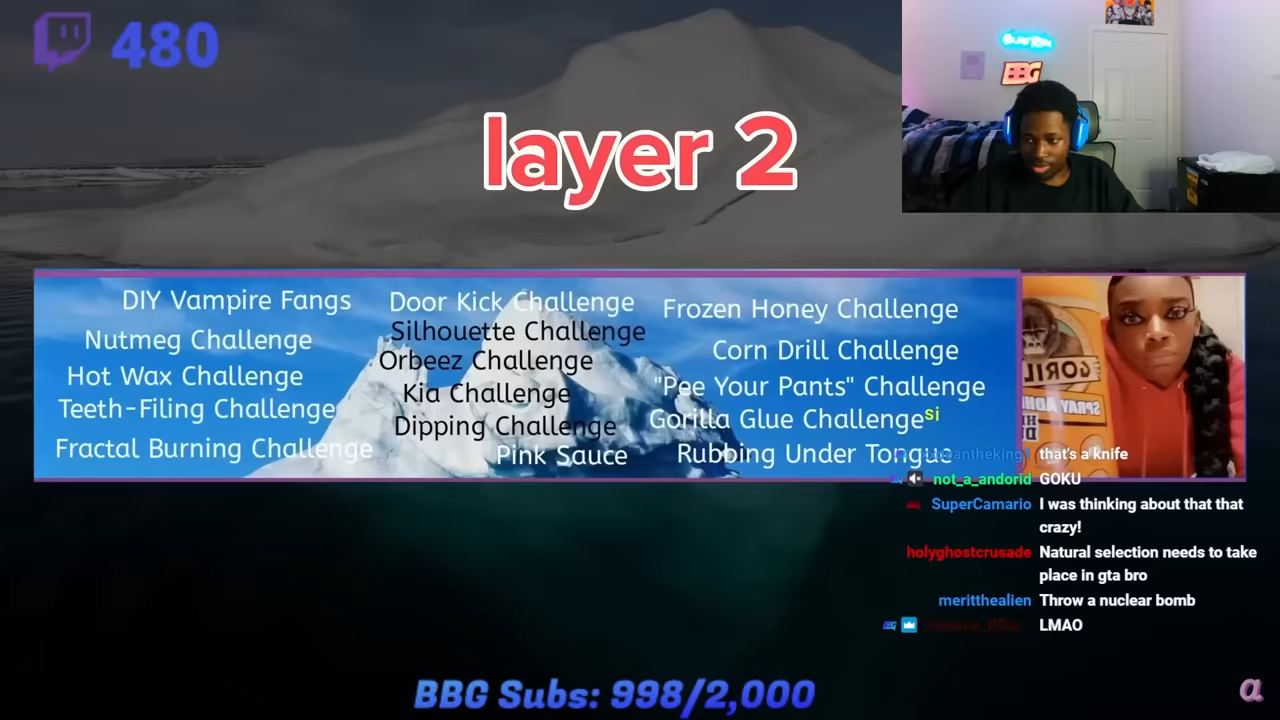 480
layer 2
BBG
DIY Vampire Fangs
Nutmeg Challenge
Hot Wax Challenge
Teeth-Filing Challenge
Fractal Burning Challenge
Door Kick Challenge
Silhouette Challenge
Orbeez Challenge
Kia Challenge
Dipping Challenge
Pink Sauce
Frozen Honey Challenge
Corn Drill Challenge
"Pee Your Pants" Challenge
Gorilla Glue Challengesi
Rubbing Under Tongue
that's a knife
not_a_andorid GOKU
SuperCamario I was thinking about that that
crazy!
holyghostcrusade Natural selection needs to take
place in gta bro
meritthealien Throw a nuclear bomb
LMAO
BBG Subs: 998/2,000
a